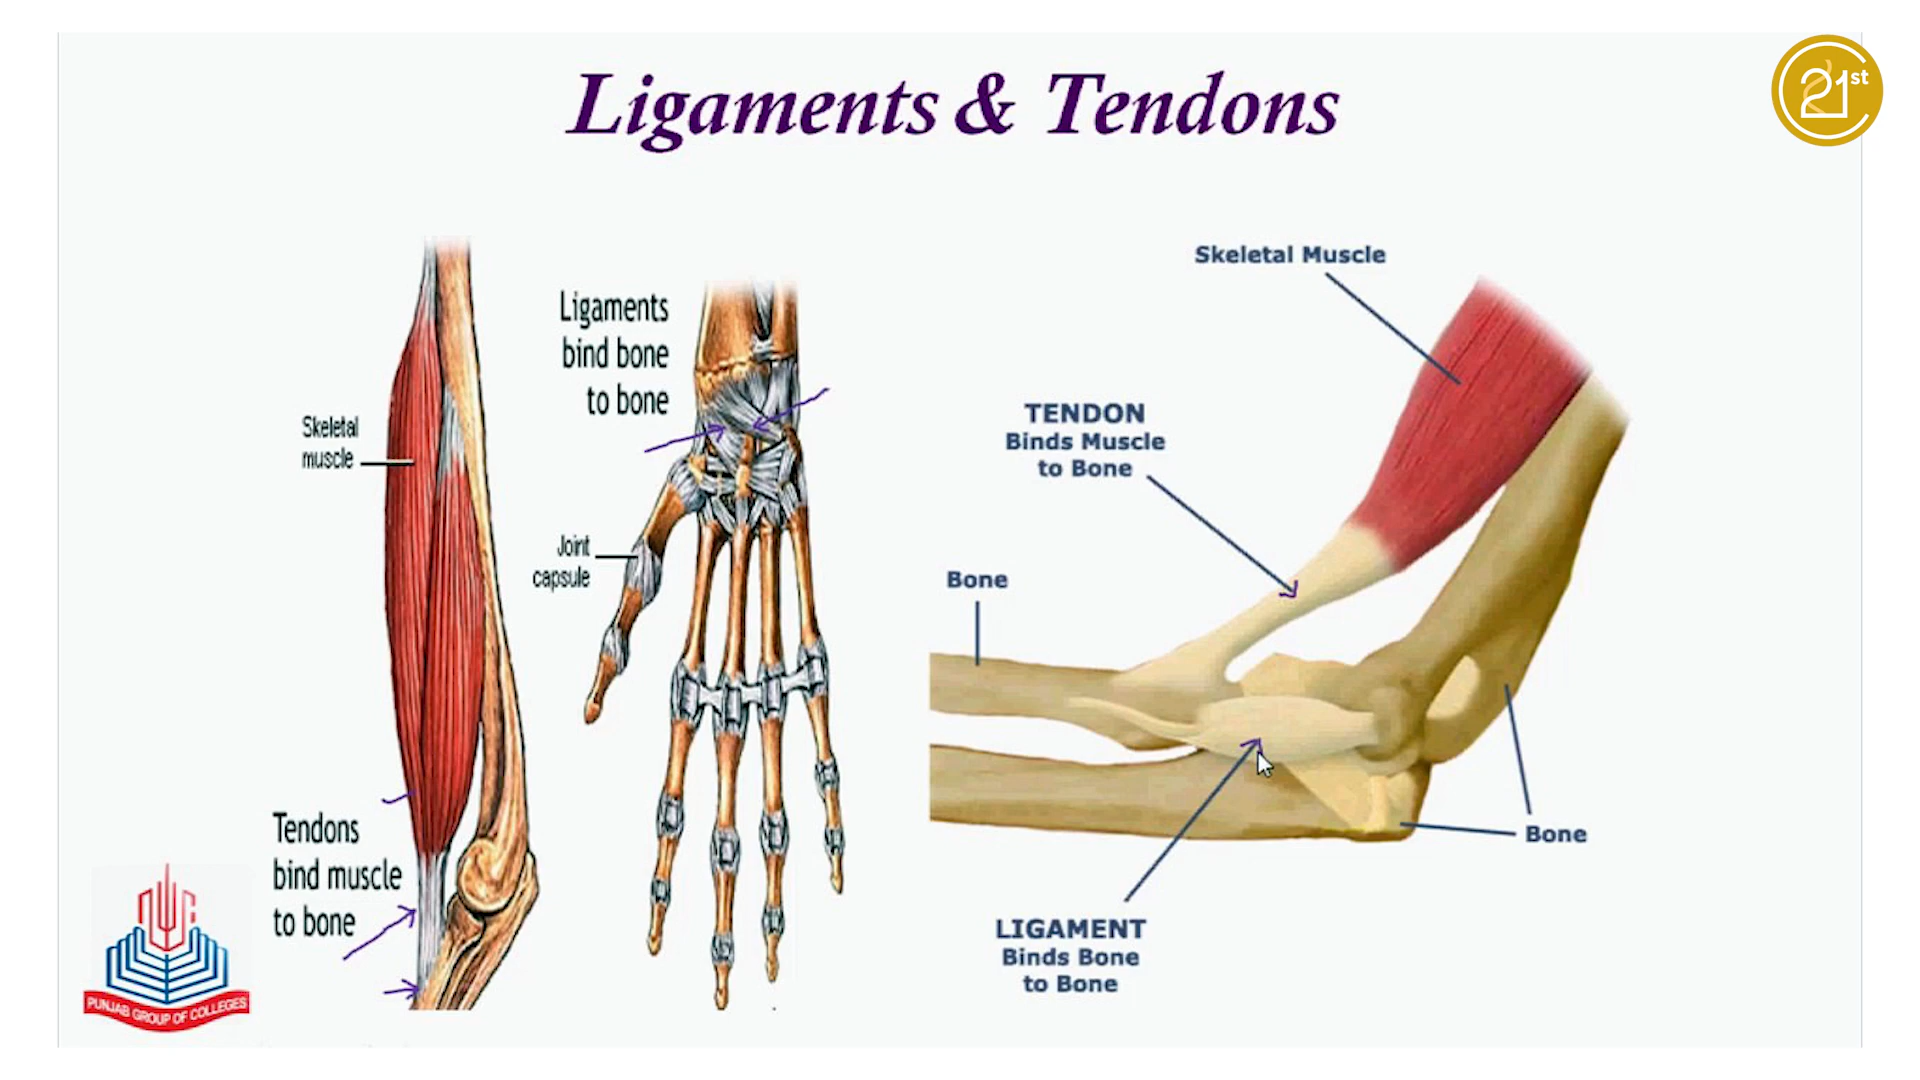 Ligaments & Tendons
21st
Skeletal
muscle
Tendons
bind muscle
to bone
Ligaments
bind bone
to bone
Joint
capsule
Skeletal Muscle
TENDON
Binds Muscle
to Bone
Bone
Bone
LIGAMENT
Binds Bone
to Bone
PUNJAB GROUP OF COLLEGES